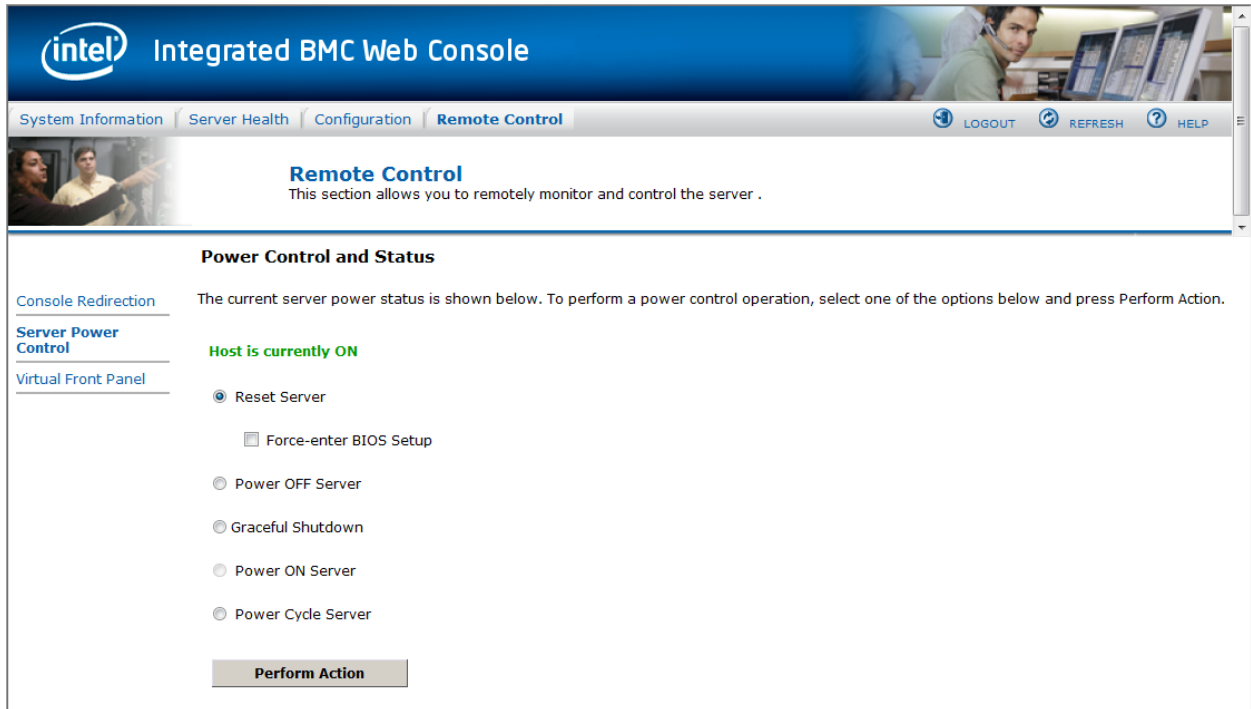 intel
Integrated BMC Web Console
System Information
Server Health
Configuration
Remote Control
LOGOUT
REFRESH
HELP
Remote Control
This section allows you to remotely monitor and control the server .
Power Control and Status
Console Redirection
Server Power
Control
Virtual Front Panel
The current server power status is shown below. To perform a power control operation, select one of the options below and press Perform Action.
Host is currently ON
Reset Server
Force-enter BIOS Setup
Power OFF Server
Graceful Shutdown
Power ON Server
Power Cycle Server
Perform Action